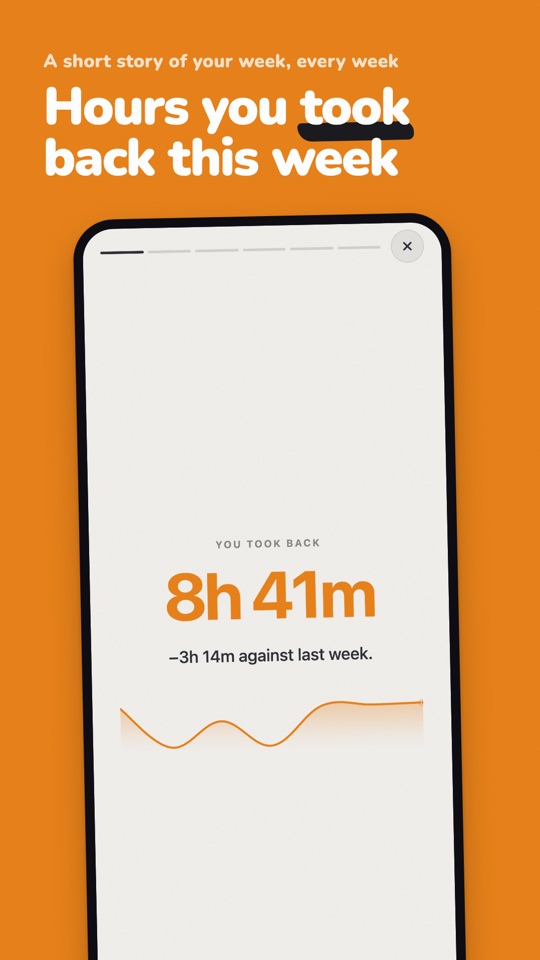 A short story of your week, every week
Hours you took
back this week
YOU TOOK BACK
8h 41m
–3h 14m against last week.